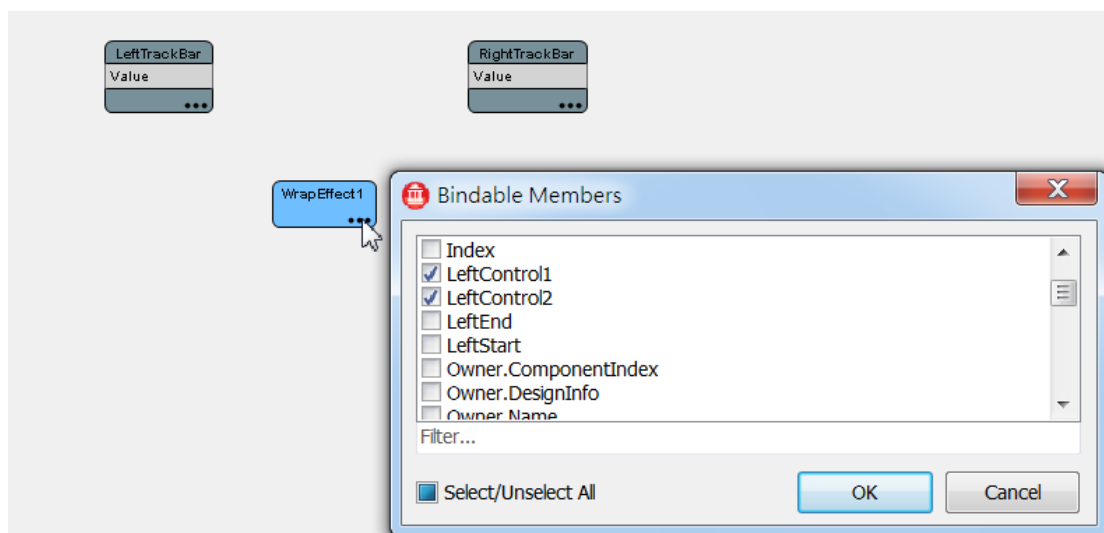 LeftTrackBar
Value
•••
RightTrackBar
Value
•••
WrapEffect1
•••
Bindable Members
Index
LeftControl1
LeftControl2
LeftEnd
LeftStart
Owner.ComponentIndex
Owner.DesignInfo
Owner.Name
Filter...
Select/Unselect All
OK
Cancel